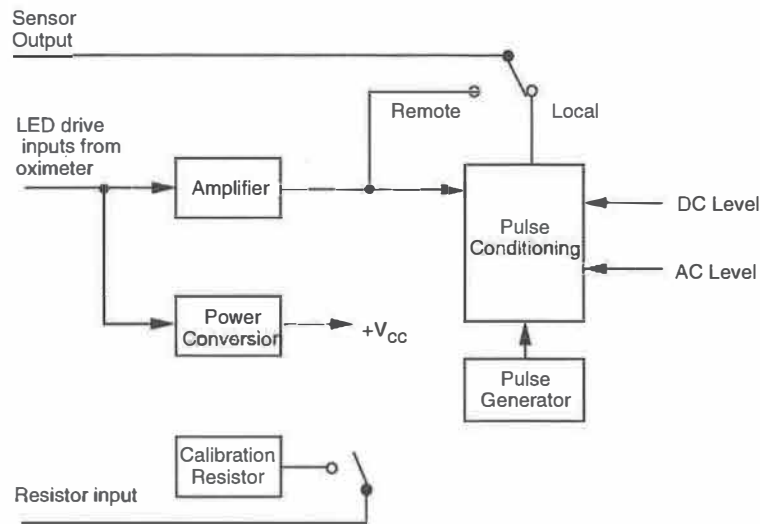 Sensor
Output
Remote
Local
LED drive
inputs from
oximeter
Amplifier
Pulse
Conditioning
DC Level
AC Level
Power
Conversion
+VCC
Pulse
Generator
Calibration
Resistor
Resistor input